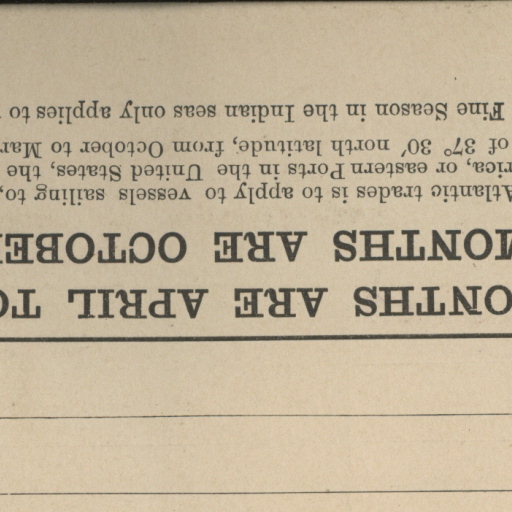 ONTHS ARE APRIL TO
MONTHS ARE OCTOBE
Atlantic trades is to apply to vessels sailing to,
rica, or eastern Ports in the United States, the
of 37° 30′ north latitude, from October to Mar
Fine Season in the Indian seas only applies to